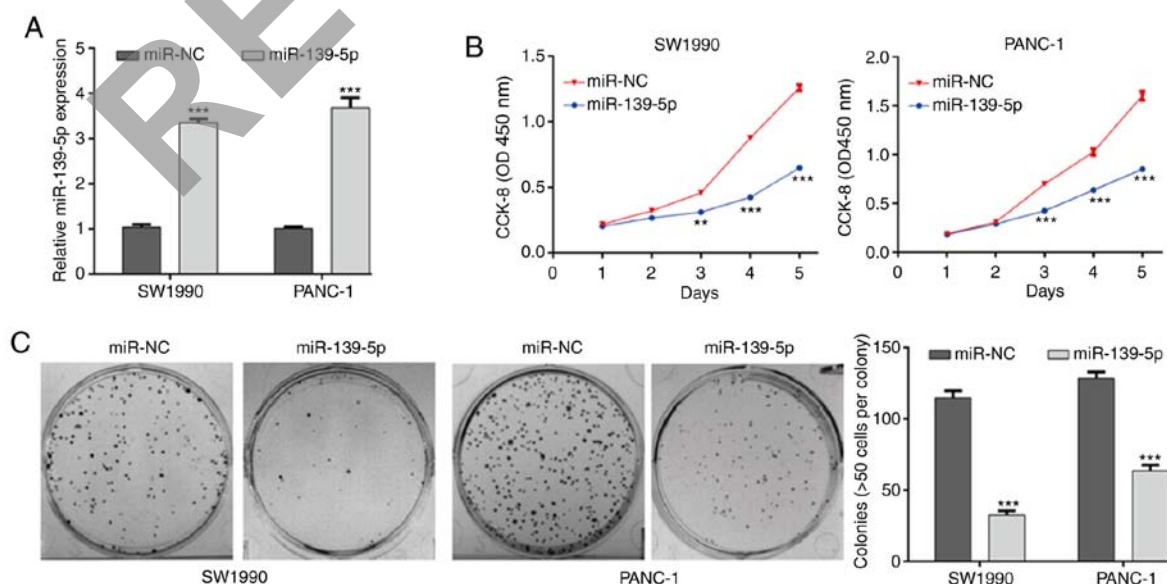 RE
A
Relative miR-139-5p expression
5
4
3
2
1
0
miR-NC
miR-139-5p
***
***
SW1990
PANC-1
B
SW1990
CCK-8 (OD 450 nm)
1.5
1.0
0.5
0.0
miR-NC
miR-139-5p
**
***
***
0 1 2 3 4 5
Days
PANC-1
CCK-8 (OD450 nm)
2.0
1.5
1.0
0.5
0.0
miR-NC
miR-139-5p
***
***
***
0 1 2 3 4 5
Days
C
miR-NC
miR-139-5p
miR-NC
miR-139-5p
SW1990
PANC-1
Colonies (>50 cells per colony)
150
100
50
0
miR-NC
miR-139-5p
***
***
SW1990
PANC-1